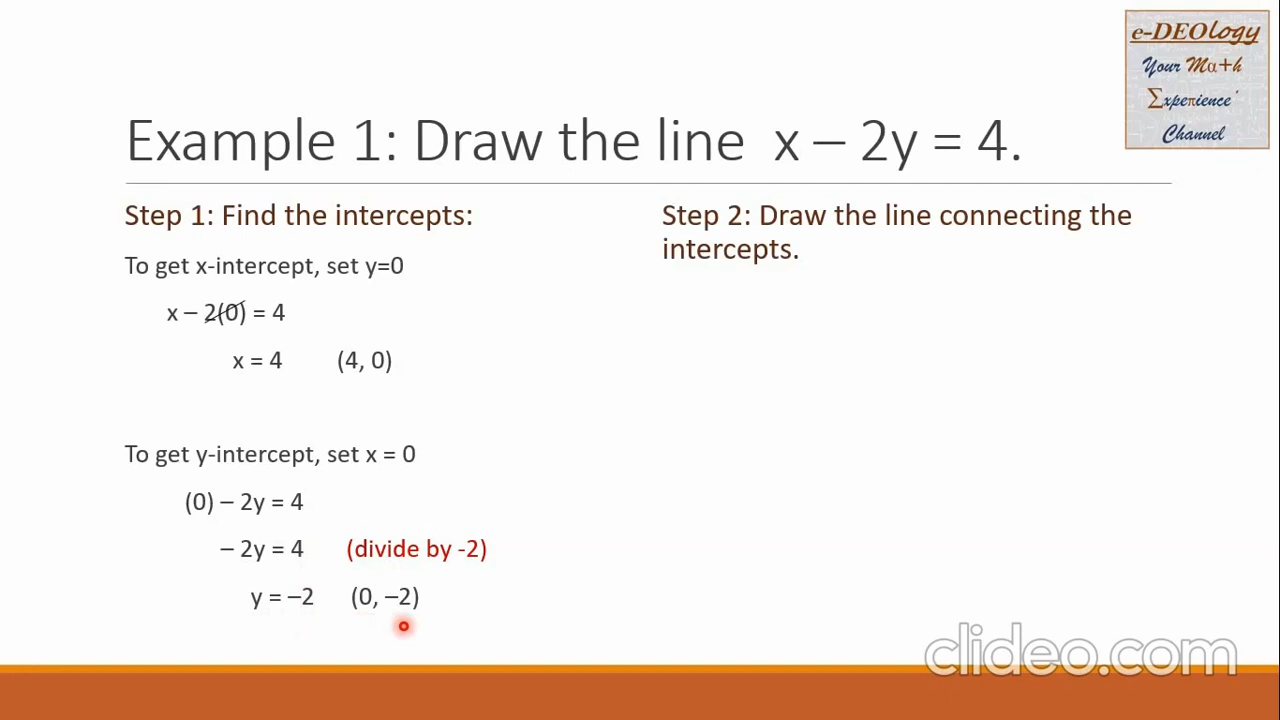 e-DEOlogy
Your Mα+h
Σxpeπience'
Channel
Example 1: Draw the line x – 2y = 4.
Step 1: Find the intercepts:
To get x-intercept, set y=0
x – 2(0) = 4
x = 4 (4, 0)
To get y-intercept, set x = 0
(0) – 2y = 4
– 2y = 4 (divide by -2)
y = –2 (0, –2)
Step 2: Draw the line connecting the
intercepts.
clideo.com